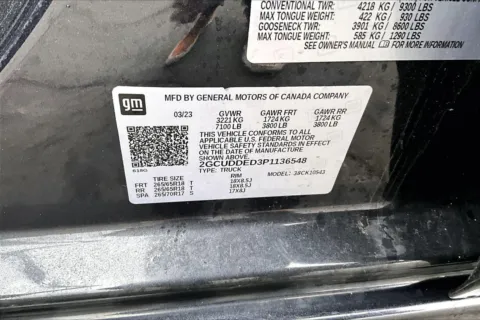 CONVENTIONAL TWR: 4218 KG / 9300 LBS
MAX TONGUE WEIGHT: 422 KG / 930 LBS
GOOSENECK TWR: 3901 KG / 8600 LBS
MAX TONGUE WEIGHT: 585 KG / 1290 LBS
SEE OWNER'S MANUAL FOR MORE INFORMATION
gm
MFD BY GENERAL MOTORS OF CANADA COMPANY
03/23 GVWR GAWR FRT GAWR RR
3221 KG 1724 KG 1724 KG
7100 LB 3800 LB 3800 LB
THIS VEHICLE CONFORMS TO ALL
APPLICABLE U.S. FEDERAL MOTOR
VEHICLE SAFETY STANDARDS IN EFFECT
ON THE DATE OF MANUFACTURE
SHOWN ABOVE.
2GCUDDED3P1136548
TYPE: TRUCK MODEL: 28CK10543
TIRE SIZE RIM
FRT 265/65R18 T 18X8.5J
RR 265/65R18 T 18X8.5J
SPA 265/70R17 S 17X8J